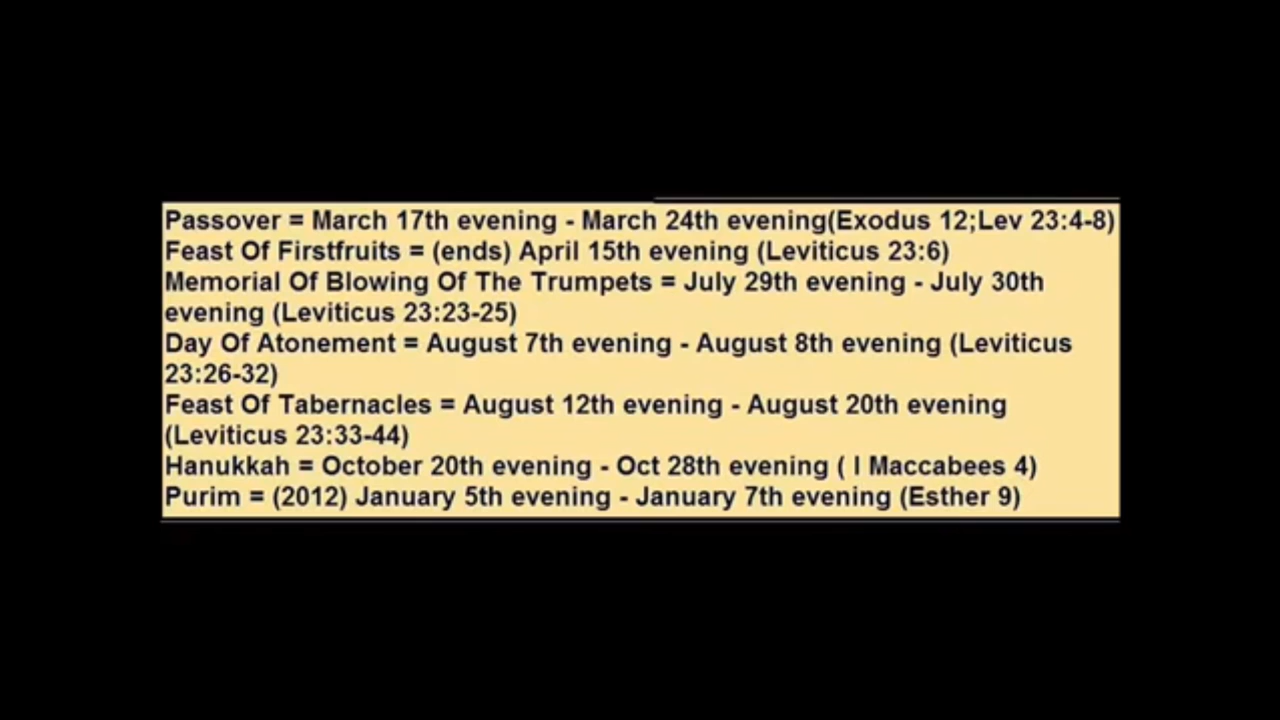 Passover = March 17th evening - March 24th evening(Exodus 12;Lev 23:4-8)
Feast Of Firstfruits = (ends) April 15th evening (Leviticus 23:6)
Memorial Of Blowing Of The Trumpets = July 29th evening - July 30th
evening (Leviticus 23:23-25)
Day Of Atonement = August 7th evening - August 8th evening (Leviticus
23:26-32)
Feast Of Tabernacles = August 12th evening - August 20th evening
(Leviticus 23:33-44)
Hanukkah = October 20th evening - Oct 28th evening ( I Maccabees 4)
Purim = (2012) January 5th evening - January 7th evening (Esther 9)